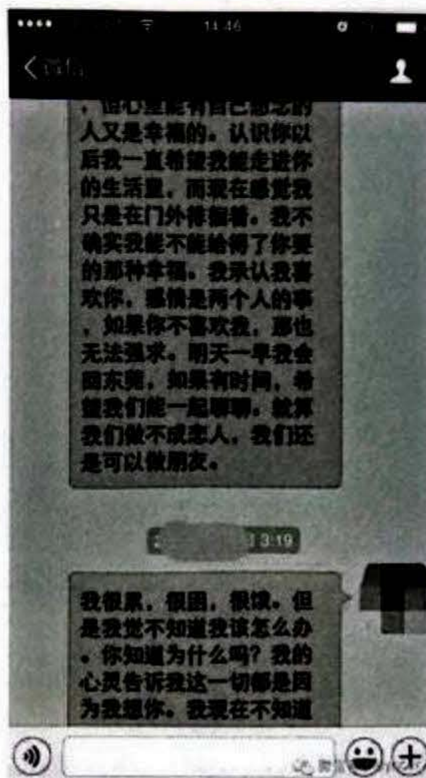 14:46
微信
，但心里能有自己想念的
人又是幸福的。认识你以
后我一直希望我能走进你
的生活里，而现在感觉我
只是在门外徘徊着。我不
确实我能不能给得了你要
的那种幸福。我承认我喜
欢你，感情是两个人的事
，如果你不喜欢我，那也
无法强求。明天一早我会
回东莞，如果有时间，希
望我们能一起聊聊。就算
我们做不成恋人，我们还
是可以做朋友。
3:19
我很累，很困，很饿。但
是我觉不知道我该怎么办
。你知道为什么吗？我的
心灵告诉我这一切都是因
为我想你。我现在不知道